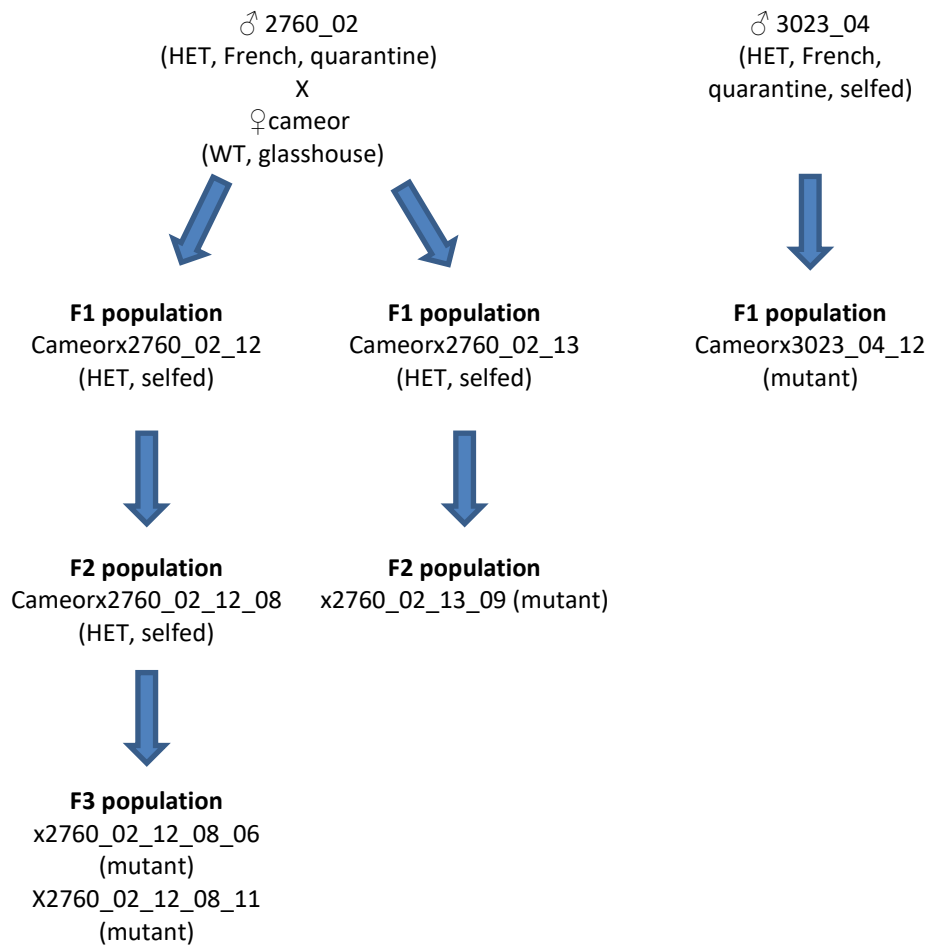 ♂ 2760_02
(HET, French, quarantine)
X
♀cameor
(WT, glasshouse)
♂ 3023_04
(HET, French,
quarantine, selfed)
F1 population
Cameorx2760_02_12
(HET, selfed)
F1 population
Cameorx2760_02_13
(HET, selfed)
F1 population
Cameorx3023_04_12
(mutant)
F2 population
Cameorx2760_02_12_08
(HET, selfed)
F2 population
x2760_02_13_09 (mutant)
F3 population
x2760_02_12_08_06
(mutant)
X2760_02_12_08_11
(mutant)